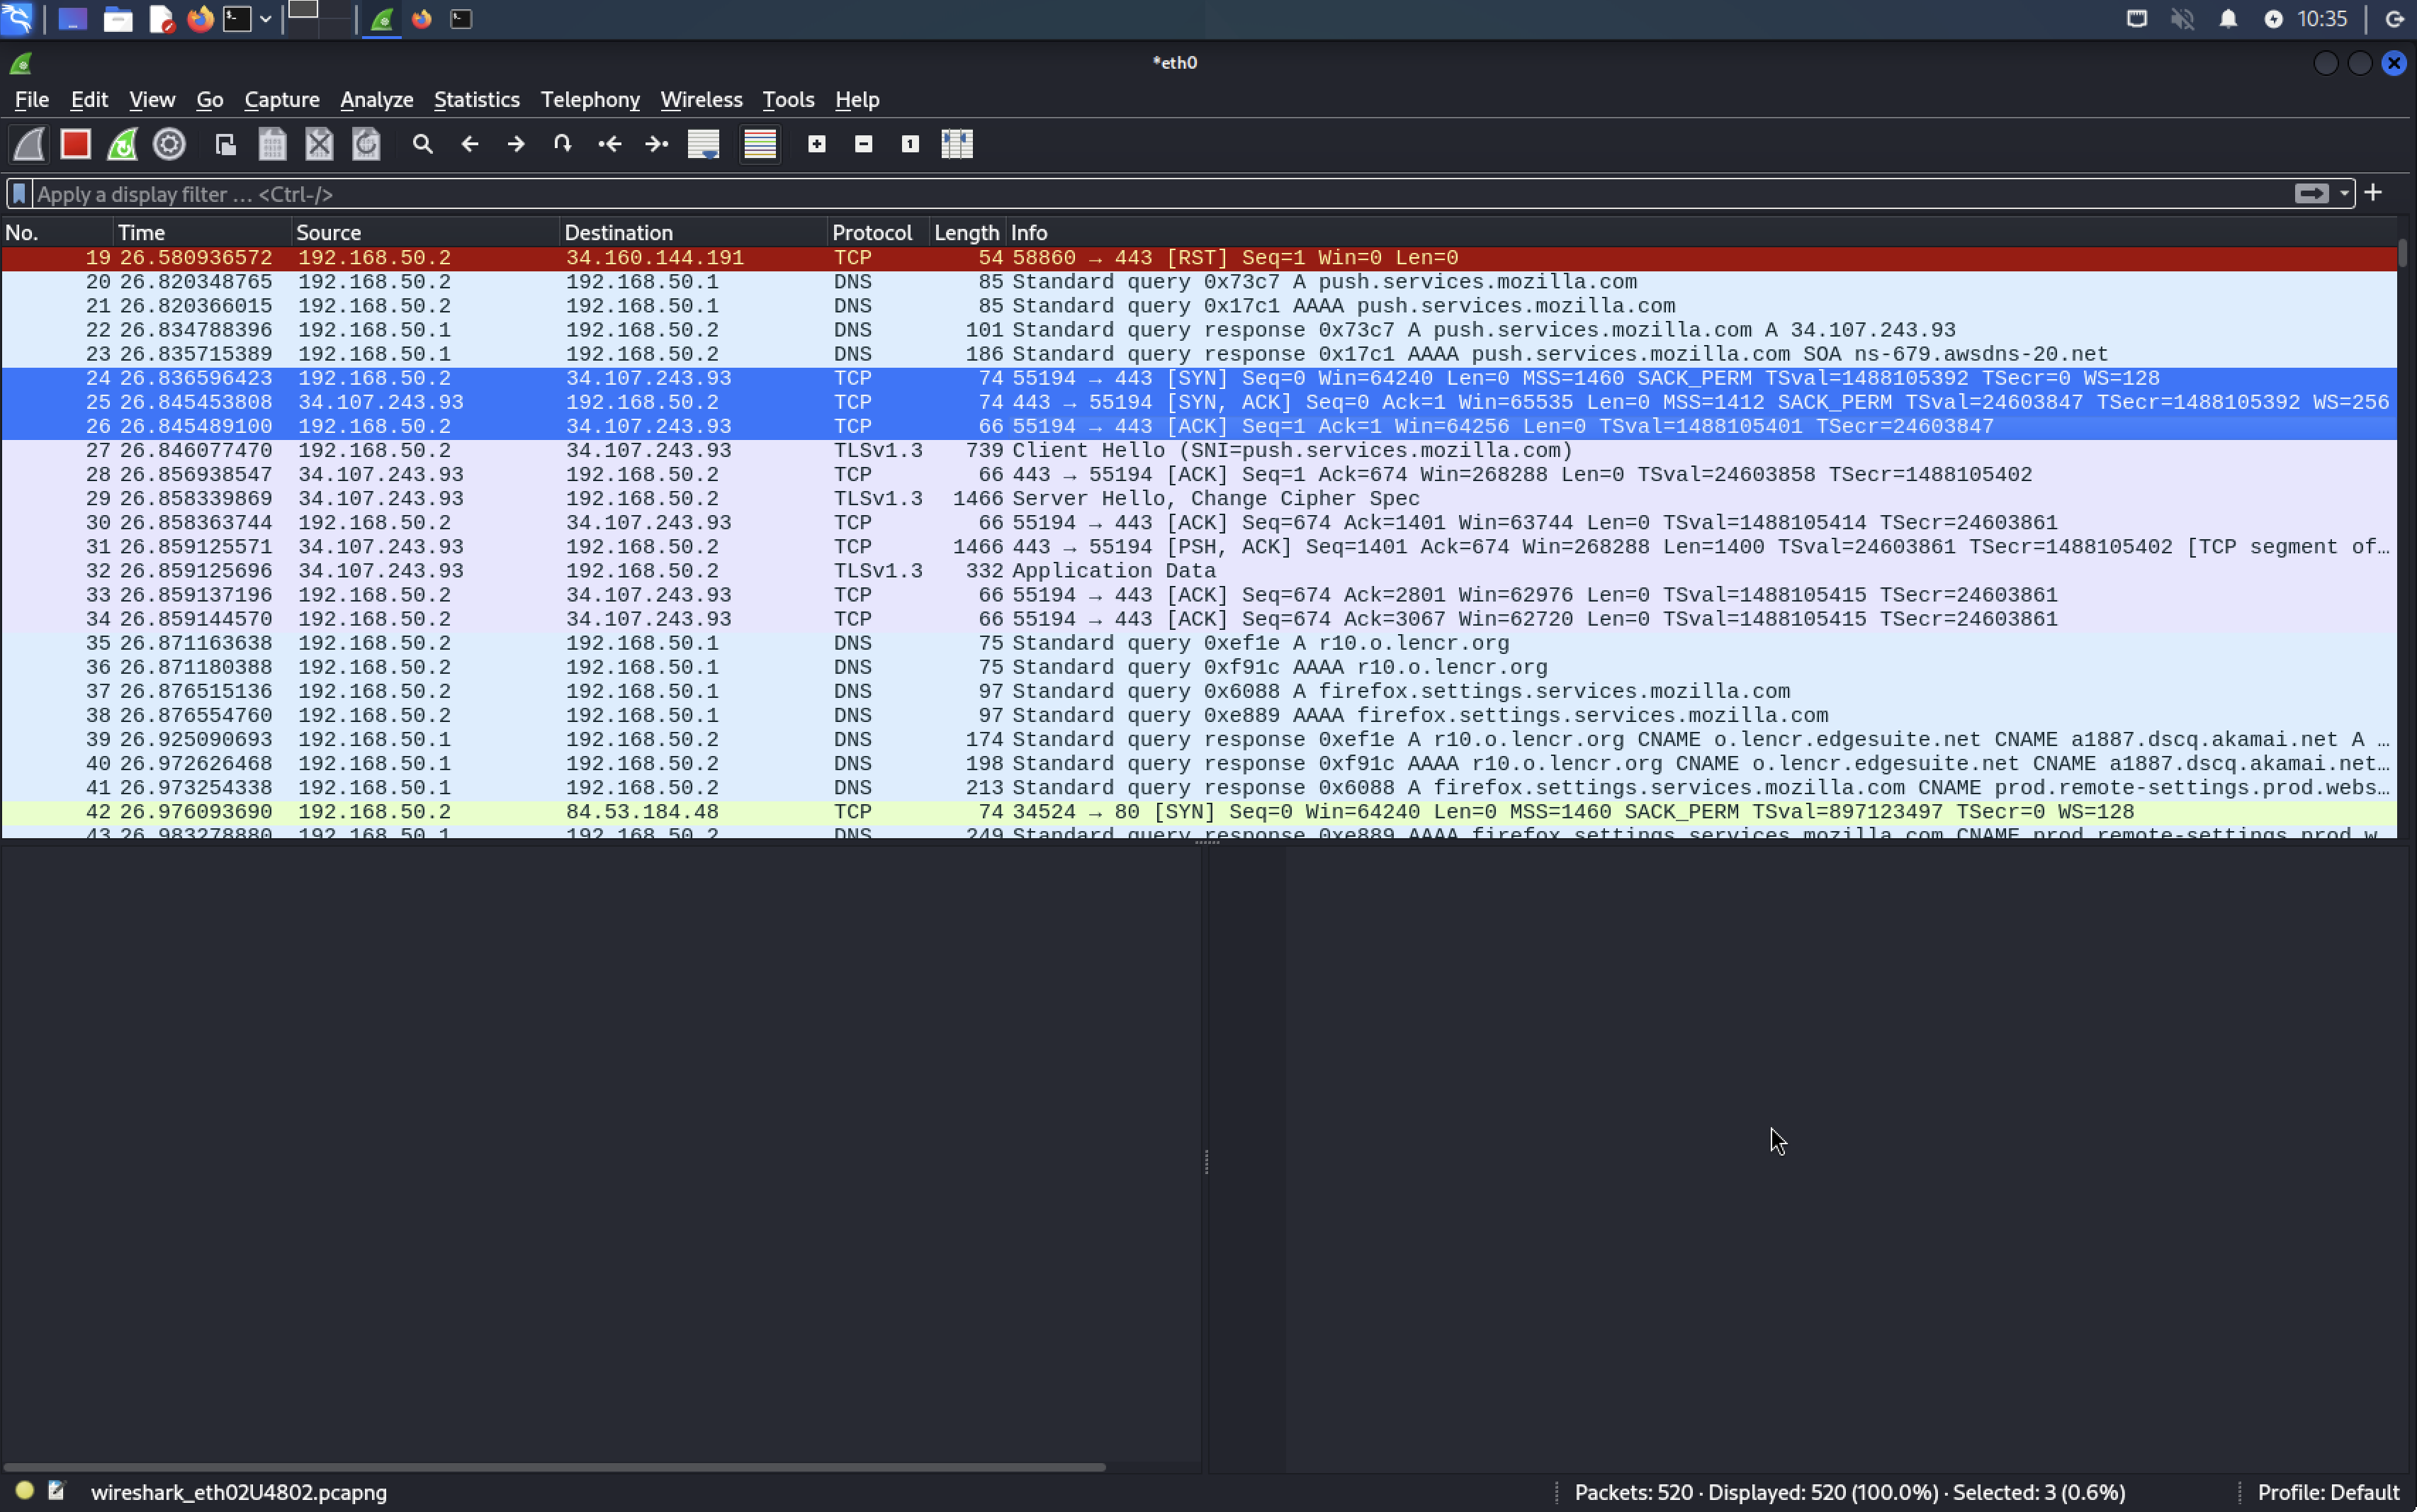 10:35
*eth0
File Edit View Go Capture Analyze Statistics Telephony Wireless Tools Help
Apply a display filter … <Ctrl-/>
No. Time Source Destination Protocol Length Info
19 26.580936572 192.168.50.2 34.160.144.191 TCP 54 58860 → 443 [RST] Seq=1 Win=0 Len=0
20 26.820348765 192.168.50.2 192.168.50.1 DNS 85 Standard query 0x73c7 A push.services.mozilla.com
21 26.820366015 192.168.50.2 192.168.50.1 DNS 85 Standard query 0x17c1 AAAA push.services.mozilla.com
22 26.834788396 192.168.50.1 192.168.50.2 DNS 101 Standard query response 0x73c7 A push.services.mozilla.com A 34.107.243.93
23 26.835715389 192.168.50.1 192.168.50.2 DNS 186 Standard query response 0x17c1 AAAA push.services.mozilla.com SOA ns-679.awsdns-20.net
24 26.836596423 192.168.50.2 34.107.243.93 TCP 74 55194 → 443 [SYN] Seq=0 Win=64240 Len=0 MSS=1460 SACK_PERM TSval=1488105392 TSecr=0 WS=128
25 26.845453808 34.107.243.93 192.168.50.2 TCP 74 443 → 55194 [SYN, ACK] Seq=0 Ack=1 Win=65535 Len=0 MSS=1412 SACK_PERM TSval=24603847 TSecr=1488105392 WS=256
26 26.845489100 192.168.50.2 34.107.243.93 TCP 66 55194 → 443 [ACK] Seq=1 Ack=1 Win=64256 Len=0 TSval=1488105401 TSecr=24603847
27 26.846077470 192.168.50.2 34.107.243.93 TLSv1.3 739 Client Hello (SNI=push.services.mozilla.com)
28 26.856938547 34.107.243.93 192.168.50.2 TCP 66 443 → 55194 [ACK] Seq=1 Ack=674 Win=268288 Len=0 TSval=24603858 TSecr=1488105402
29 26.858339869 34.107.243.93 192.168.50.2 TLSv1.3 1466 Server Hello, Change Cipher Spec
30 26.858363744 192.168.50.2 34.107.243.93 TCP 66 55194 → 443 [ACK] Seq=674 Ack=1401 Win=63744 Len=0 TSval=1488105414 TSecr=24603861
31 26.859125571 34.107.243.93 192.168.50.2 TCP 1466 443 → 55194 [PSH, ACK] Seq=1401 Ack=674 Win=268288 Len=1400 TSval=24603861 TSecr=1488105402 [TCP segment of…
32 26.859125696 34.107.243.93 192.168.50.2 TLSv1.3 332 Application Data
33 26.859137196 192.168.50.2 34.107.243.93 TCP 66 55194 → 443 [ACK] Seq=674 Ack=2801 Win=62976 Len=0 TSval=1488105415 TSecr=24603861
34 26.859144570 192.168.50.2 34.107.243.93 TCP 66 55194 → 443 [ACK] Seq=674 Ack=3067 Win=62720 Len=0 TSval=1488105415 TSecr=24603861
35 26.871163638 192.168.50.2 192.168.50.1 DNS 75 Standard query 0xef1e A r10.o.lencr.org
36 26.871180388 192.168.50.2 192.168.50.1 DNS 75 Standard query 0xf91c AAAA r10.o.lencr.org
37 26.876515136 192.168.50.2 192.168.50.1 DNS 97 Standard query 0x6088 A firefox.settings.services.mozilla.com
38 26.876554760 192.168.50.2 192.168.50.1 DNS 97 Standard query 0xe889 AAAA firefox.settings.services.mozilla.com
39 26.925090693 192.168.50.1 192.168.50.2 DNS 174 Standard query response 0xef1e A r10.o.lencr.org CNAME o.lencr.edgesuite.net CNAME a1887.dscq.akamai.net A …
40 26.972626468 192.168.50.1 192.168.50.2 DNS 198 Standard query response 0xf91c AAAA r10.o.lencr.org CNAME o.lencr.edgesuite.net CNAME a1887.dscq.akamai.net…
41 26.973254338 192.168.50.1 192.168.50.2 DNS 213 Standard query response 0x6088 A firefox.settings.services.mozilla.com CNAME prod.remote-settings.prod.webs…
42 26.976093690 192.168.50.2 84.53.184.48 TCP 74 34524 → 80 [SYN] Seq=0 Win=64240 Len=0 MSS=1460 SACK_PERM TSval=897123497 TSecr=0 WS=128
43 26.983278880 192.168.50.1 192.168.50.2 DNS 249 Standard query response 0xe889 AAAA firefox.settings.services.mozilla.com CNAME prod.remote-settings.prod.w…
wireshark_eth02U4802.pcapng
Packets: 520 · Displayed: 520 (100.0%) · Selected: 3 (0.6%)
Profile: Default